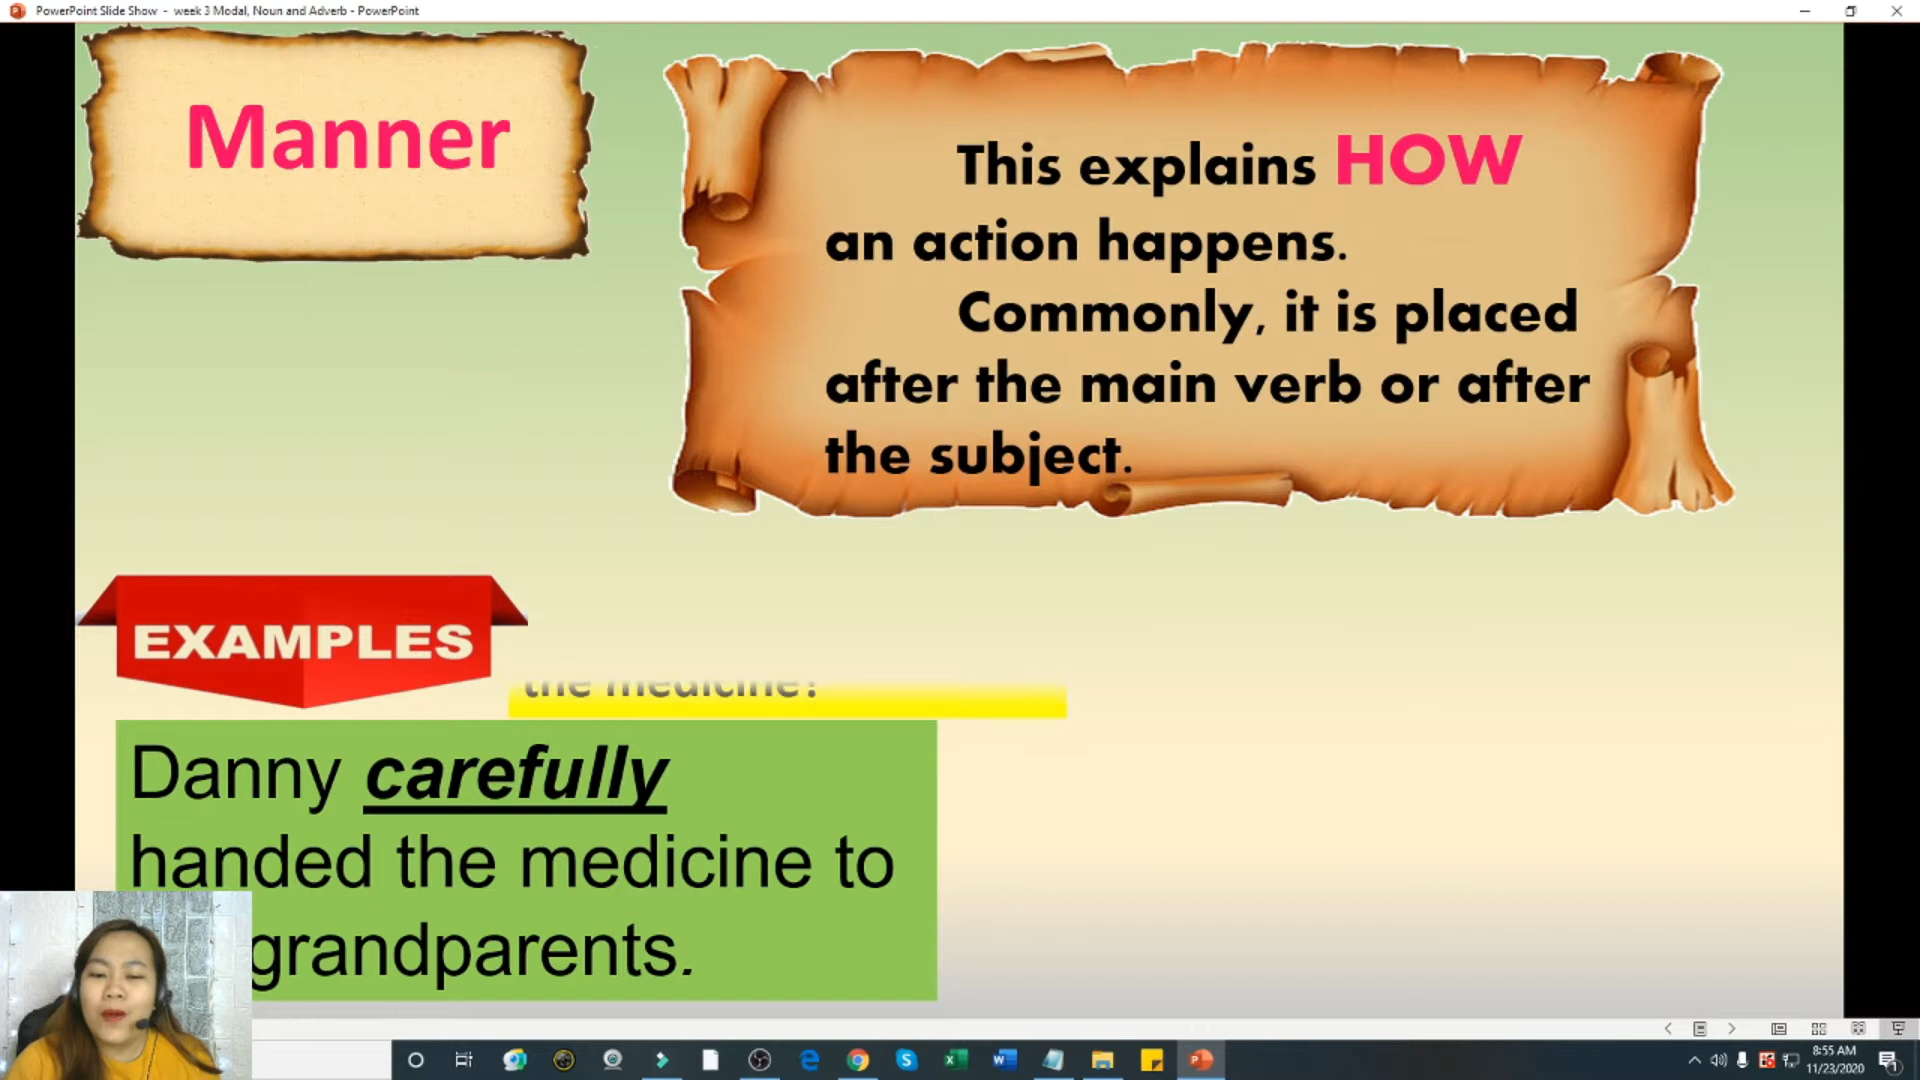 PowerPoint Slide Show - week 3 Modal, Noun and Adverb - PowerPoint
Manner
This explains HOW
an action happens.
Commonly, it is placed
after the main verb or after
the subject.
EXAMPLES
the medicine?
Danny carefully
handed the medicine to
grandparents.
8:55 AM
11/23/2020